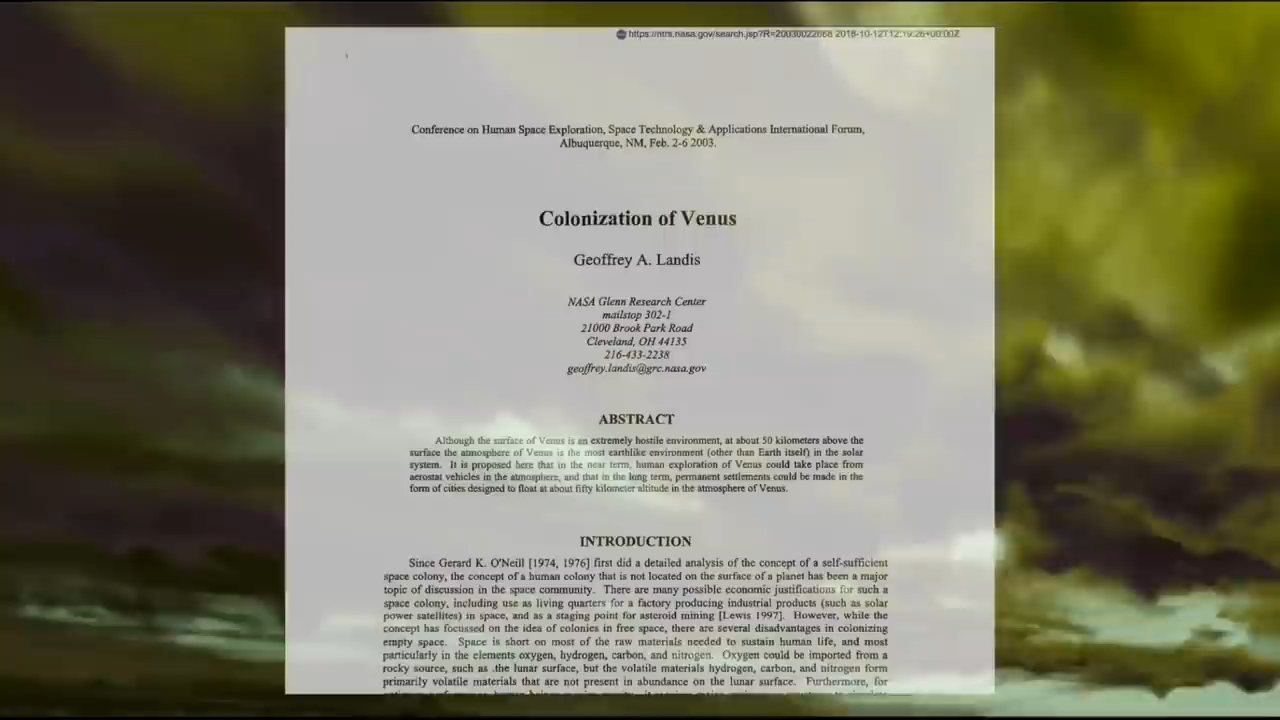 https://ntrs.nasa.gov/search.jsp?R=20030022668 2018-10-12T12:19:26+00:00Z
Conference on Human Space Exploration, Space Technology & Applications International Forum,
Albuquerque, NM, Feb. 2-6 2003.
Colonization of Venus
Geoffrey A. Landis
NASA Glenn Research Center
mailstop 302-1
21000 Brook Park Road
Cleveland, OH 44135
216-433-2238
geoffrey.landis@grc.nasa.gov
ABSTRACT
Although the surface of Venus is an extremely hostile environment, at about 50 kilometers above the
surface the atmosphere of Venus is the most earthlike environment (other than Earth itself) in the solar
system. It is proposed here that in the near term, human exploration of Venus could take place from
aerostat vehicles in the atmosphere, and that in the long term, permanent settlements could be made in the
form of cities designed to float at about fifty kilometer altitude in the atmosphere of Venus.
INTRODUCTION
Since Gerard K. O'Neill [1974, 1976] first did a detailed analysis of the concept of a self-sufficient
space colony, the concept of a human colony that is not located on the surface of a planet has been a major
topic of discussion in the space community. There are many possible economic justifications for such a
space colony, including use as living quarters for a factory producing industrial products (such as solar
power satellites) in space, and as a staging point for asteroid mining [Lewis 1997]. However, while the
concept has focussed on the idea of colonies in free space, there are several disadvantages in colonizing
empty space. Space is short on most of the raw materials needed to sustain human life, and most
particularly in the elements oxygen, hydrogen, carbon, and nitrogen. Oxygen could be imported from a
rocky source, such as the lunar surface, but the volatile materials hydrogen, carbon, and nitrogen form
primarily volatile materials that are not present in abundance on the lunar surface. Furthermore, for